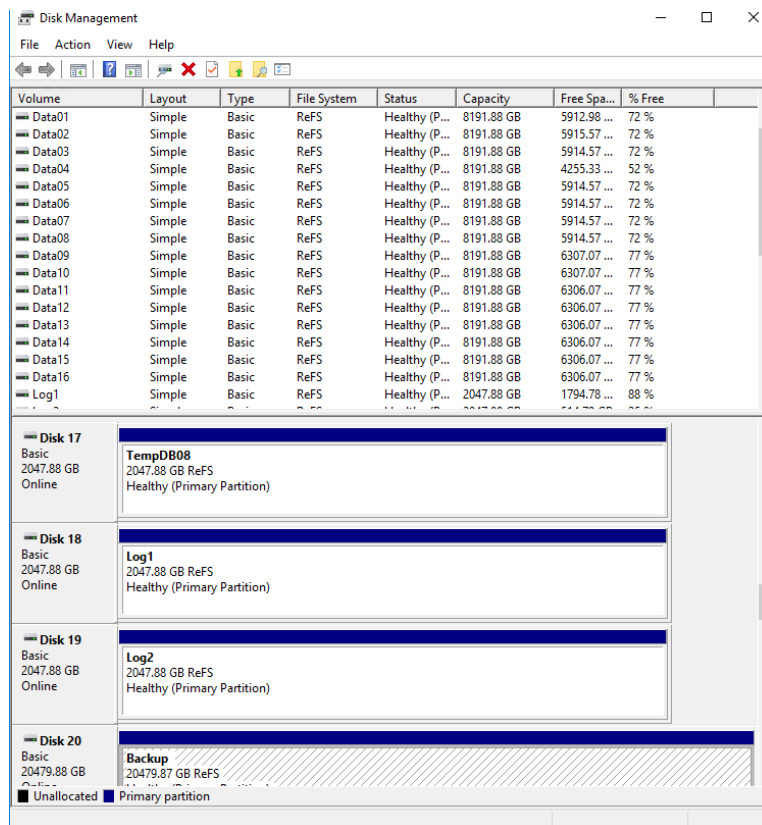 Disk Management
File Action View Help
Volume Layout Type File System Status Capacity Free Spa... % Free
Data01 Simple Basic ReFS Healthy (P... 8191.88 GB 5912.98 ... 72 %
Data02 Simple Basic ReFS Healthy (P... 8191.88 GB 5915.57 ... 72 %
Data03 Simple Basic ReFS Healthy (P... 8191.88 GB 5914.57 ... 72 %
Data04 Simple Basic ReFS Healthy (P... 8191.88 GB 4255.33 ... 52 %
Data05 Simple Basic ReFS Healthy (P... 8191.88 GB 5914.57 ... 72 %
Data06 Simple Basic ReFS Healthy (P... 8191.88 GB 5914.57 ... 72 %
Data07 Simple Basic ReFS Healthy (P... 8191.88 GB 5914.57 ... 72 %
Data08 Simple Basic ReFS Healthy (P... 8191.88 GB 5914.57 ... 72 %
Data09 Simple Basic ReFS Healthy (P... 8191.88 GB 6307.07 ... 77 %
Data10 Simple Basic ReFS Healthy (P... 8191.88 GB 6307.07 ... 77 %
Data11 Simple Basic ReFS Healthy (P... 8191.88 GB 6306.07 ... 77 %
Data12 Simple Basic ReFS Healthy (P... 8191.88 GB 6306.07 ... 77 %
Data13 Simple Basic ReFS Healthy (P... 8191.88 GB 6306.07 ... 77 %
Data14 Simple Basic ReFS Healthy (P... 8191.88 GB 6306.07 ... 77 %
Data15 Simple Basic ReFS Healthy (P... 8191.88 GB 6306.07 ... 77 %
Data16 Simple Basic ReFS Healthy (P... 8191.88 GB 6306.07 ... 77 %
Log1 Simple Basic ReFS Healthy (P... 2047.88 GB 1794.78 ... 88 %
Disk 17
Basic
2047.88 GB
Online
TempDB08
2047.88 GB ReFS
Healthy (Primary Partition)
Disk 18
Basic
2047.88 GB
Online
Log1
2047.88 GB ReFS
Healthy (Primary Partition)
Disk 19
Basic
2047.88 GB
Online
Log2
2047.88 GB ReFS
Healthy (Primary Partition)
Disk 20
Basic
20479.88 GB
Backup
20479.87 GB ReFS
Unallocated Primary partition